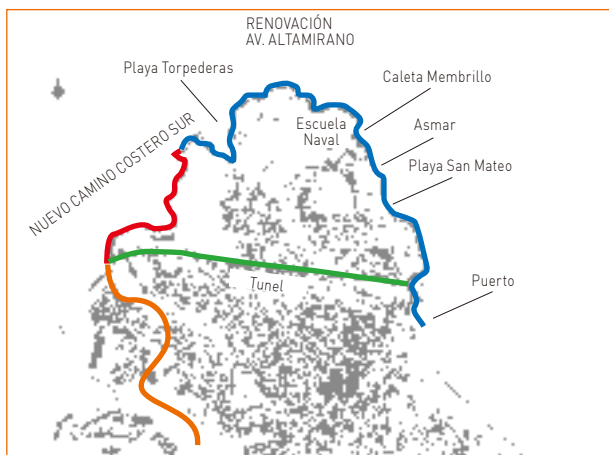 RENOVACIÓN
AV. ALTAMIRANO
Playa Torpederas
Caleta Membrillo
Escuela
Naval
Asmar
Playa San Mateo
NUEVO CAMINO COSTERO SUR
Tunel
Puerto